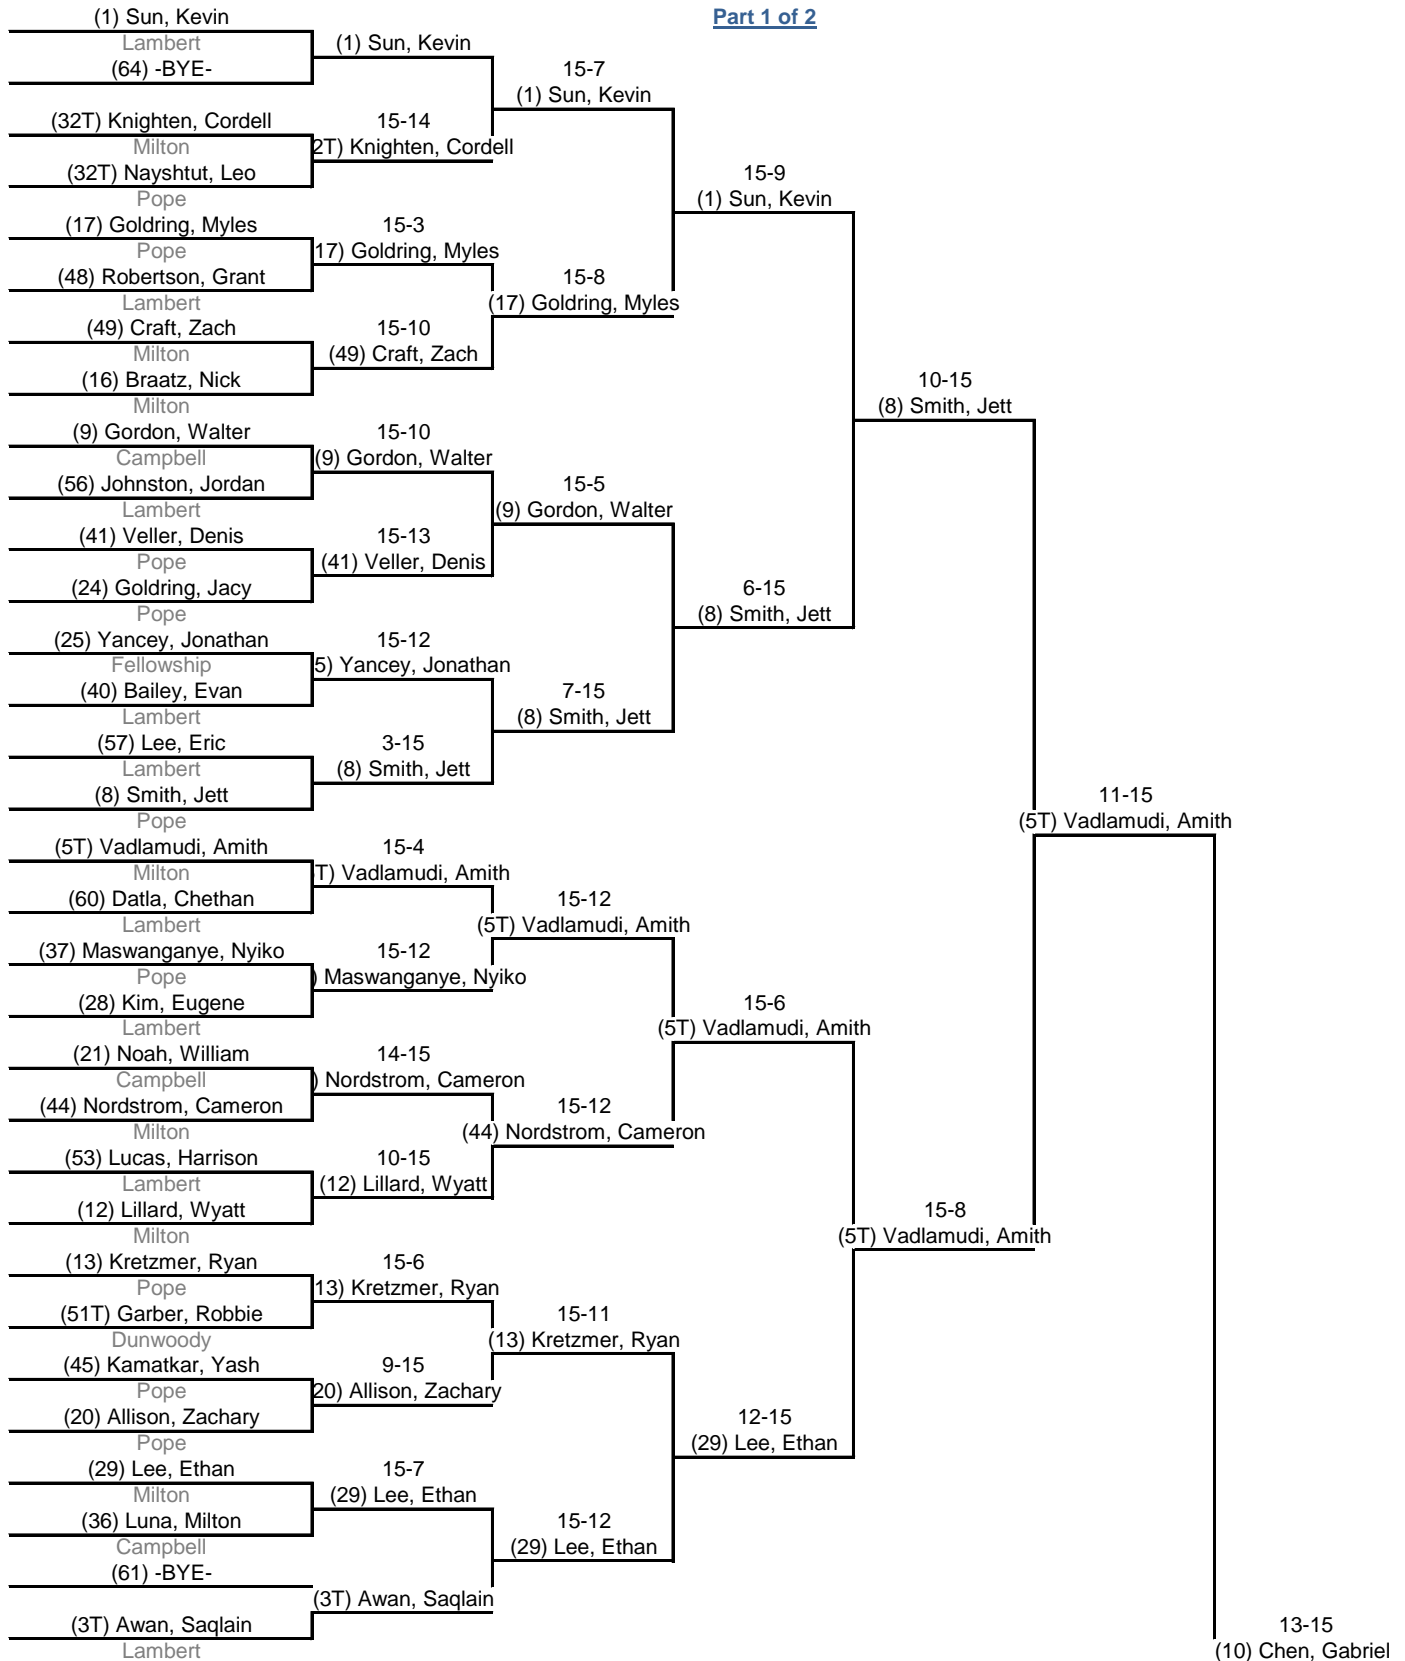 Part 1 of 2
(1) Sun, Kevin
Lambert
(64) -BYE-
(32T) Knighten, Cordell
Milton
(32T) Nayshtut, Leo
Pope
(17) Goldring, Myles
Pope
(48) Robertson, Grant
Lambert
(49) Craft, Zach
Milton
(16) Braatz, Nick
Milton
(9) Gordon, Walter
Campbell
(56) Johnston, Jordan
Lambert
(41) Veller, Denis
Pope
(24) Goldring, Jacy
Pope
(25) Yancey, Jonathan
Fellowship
(40) Bailey, Evan
Lambert
(57) Lee, Eric
Lambert
(8) Smith, Jett
Pope
(5T) Vadlamudi, Amith
Milton
(60) Datla, Chethan
Lambert
(37) Maswanganye, Nyiko
Pope
(28) Kim, Eugene
Lambert
(21) Noah, William
Campbell
(44) Nordstrom, Cameron
Milton
(53) Lucas, Harrison
Lambert
(12) Lillard, Wyatt
Milton
(13) Kretzmer, Ryan
Pope
(51T) Garber, Robbie
Dunwoody
(45) Kamatkar, Yash
Pope
(20) Allison, Zachary
Pope
(29) Lee, Ethan
Milton
(36) Luna, Milton
Campbell
(61) -BYE-
(3T) Awan, Saqlain
Lambert
(1) Sun, Kevin
15-14
2T) Knighten, Cordell
15-3
17) Goldring, Myles
15-10
(49) Craft, Zach
15-10
(9) Gordon, Walter
15-13
(41) Veller, Denis
15-12
5) Yancey, Jonathan
3-15
(8) Smith, Jett
15-4
T) Vadlamudi, Amith
15-12
) Maswanganye, Nyiko
14-15
) Nordstrom, Cameron
10-15
(12) Lillard, Wyatt
15-6
13) Kretzmer, Ryan
9-15
20) Allison, Zachary
15-7
(29) Lee, Ethan
(3T) Awan, Saqlain
15-7
(1) Sun, Kevin
15-8
(17) Goldring, Myles
15-5
(9) Gordon, Walter
7-15
(8) Smith, Jett
15-12
(5T) Vadlamudi, Amith
15-12
(44) Nordstrom, Cameron
15-11
(13) Kretzmer, Ryan
15-12
(29) Lee, Ethan
15-9
(1) Sun, Kevin
6-15
(8) Smith, Jett
15-6
(5T) Vadlamudi, Amith
12-15
(29) Lee, Ethan
10-15
(8) Smith, Jett
15-8
(5T) Vadlamudi, Amith
11-15
(5T) Vadlamudi, Amith
13-15
(10) Chen, Gabriel